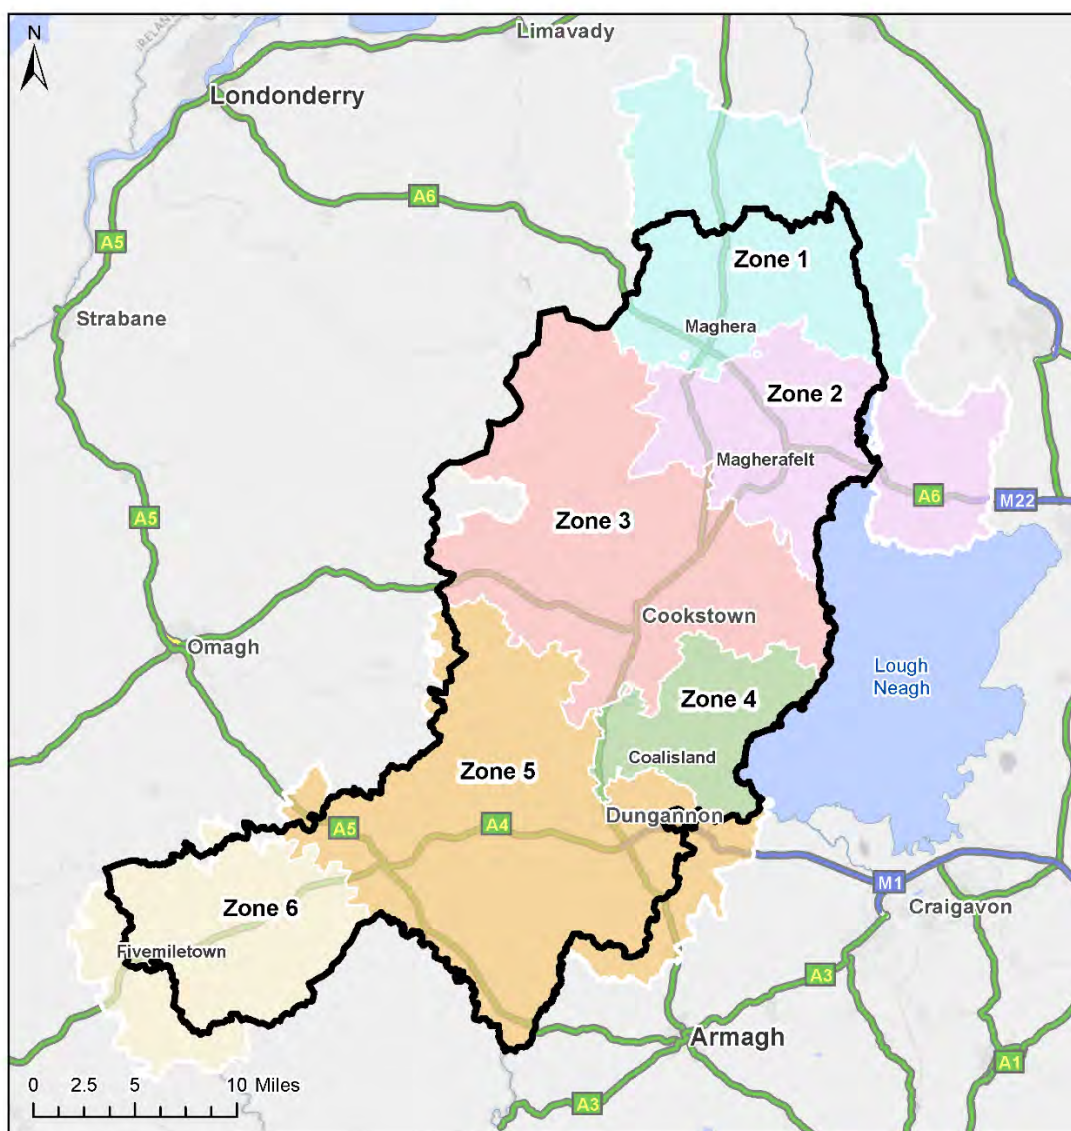 N
IRELAN
Limavady
Londonderry
A6
A5
Zone 1
Strabane
Maghera
Zone 2
Magherafelt
A6
M22
A5
Zone 3
Cookstown
Omagh
Lough
Neagh
Zone 4
Coalisland
Zone 5
Dungannon
A4
A5
M1
Zone 6
Craigavon
Fivemiletown
A3
Armagh
A1
A3
0 2.5 5 10 Miles